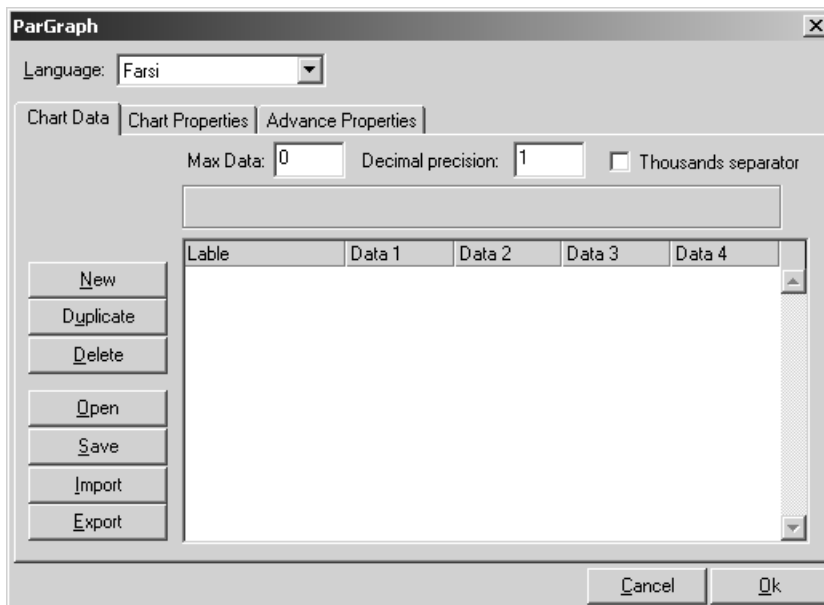 ParGraph
Language: Farsi
Chart Data Chart Properties Advance Properties
Max Data: 0 Decimal precision: 1 Thousands separator
Lable Data 1 Data 2 Data 3 Data 4
New
Duplicate
Delete
Open
Save
Import
Export
Cancel Ok